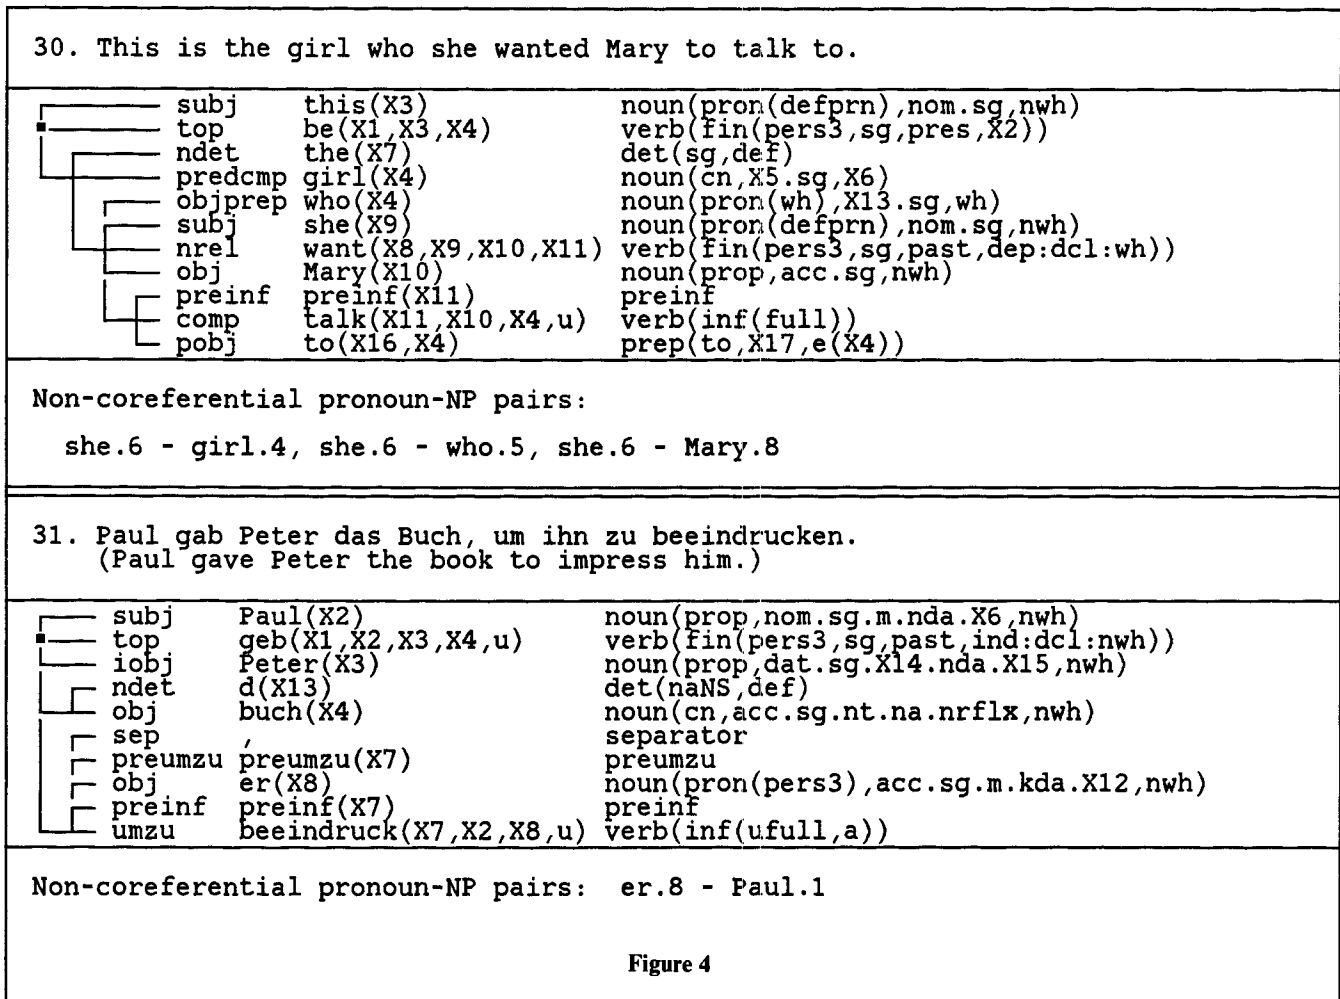 30. This is the girl who she wanted Mary to talk to.
subj this(X3) noun(pron(defprn),nom.sg,nwh)
top be(X1,X3,X4) verb(fin(pers3,sg,pres,X2))
ndet the(X7) det(sg,def)
predcmp girl(X4) noun(cn,X5.sg,X6)
objprep who(X4) noun(pron(wh),X13.sg,wh)
subj she(X9) noun(pron(defprn),nom.sg,nwh)
nrel want(X8,X9,X10,X11) verb(fin(pers3,sg,past,dep:dcl:wh))
obj Mary(X10) noun(prop,acc.sg,nwh)
preinf preinf(X11) preinf
comp talk(X11,X10,X4,u) verb(inf(full))
pobj to(X16,X4) prep(to,X17,e(X4))
Non-coreferential pronoun-NP pairs:
she.6 - girl.4, she.6 - who.5, she.6 - Mary.8
31. Paul gab Peter das Buch, um ihn zu beeindrucken.
(Paul gave Peter the book to impress him.)
subj Paul(X2) noun(prop,nom.sg.m.nda.X6,nwh)
top geb(X1,X2,X3,X4,u) verb(fin(pers3,sg,past,ind:dcl:nwh))
iobj Peter(X3) noun(prop,dat.sg.X14.nda.X15,nwh)
ndet d(X13) det(naNS,def)
obj buch(X4) noun(cn,acc.sg.nt.na.nrflx,nwh)
sep , separator
preumzu preumzu(X7) preumzu
obj er(X8) noun(pron(pers3),acc.sg.m.kda.X12,nwh)
preinf preinf(X7) preinf
umzu beeindruck(X7,X2,X8,u) verb(inf(ufull,a))
Non-coreferential pronoun-NP pairs: er.8 - Paul.1
Figure 4